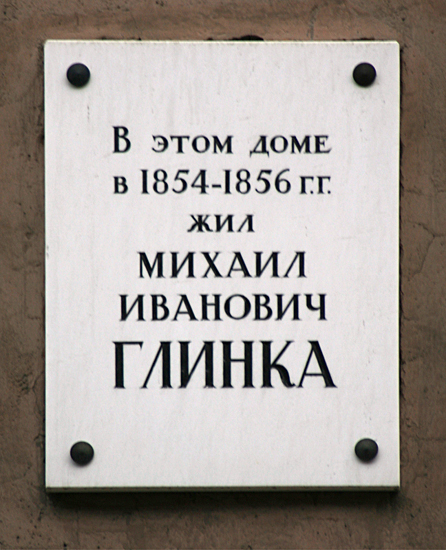 В ЭТОМ ДОМЕ
В 1854-1856 Г.Г.
ЖИЛ
МИХАИЛ
ИВАНОВИЧ
ГЛИНКА